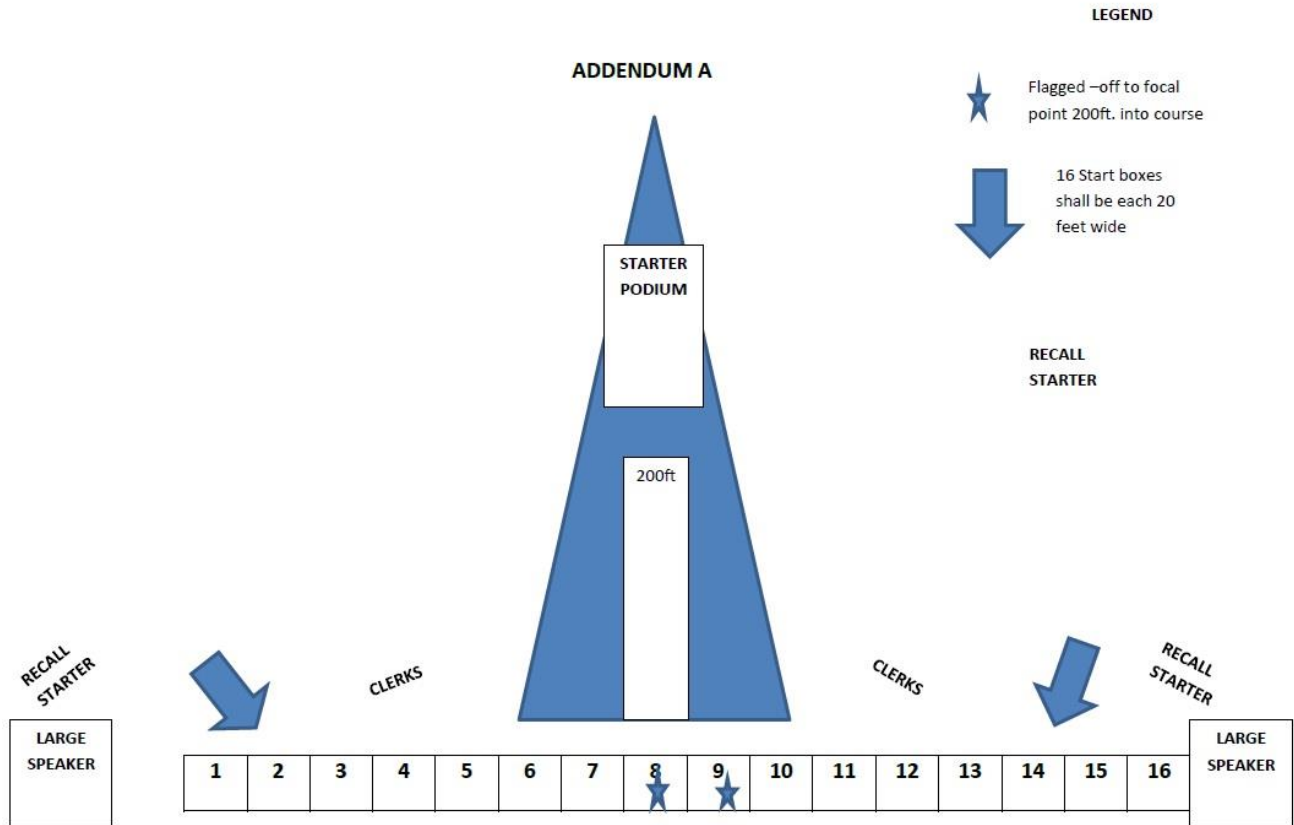 LEGEND
ADDENDUM A
Flagged –off to focal
point 200ft. into course
16 Start boxes
shall be each 20
feet wide
STARTER
PODIUM
RECALL
STARTER
200ft
RECALL
STARTER
CLERKS
CLERKS
RECALL
STARTER
LARGE
SPEAKER
1 2 3 4 5 6 7 8 9 10 11 12 13 14 15 16
LARGE
SPEAKER